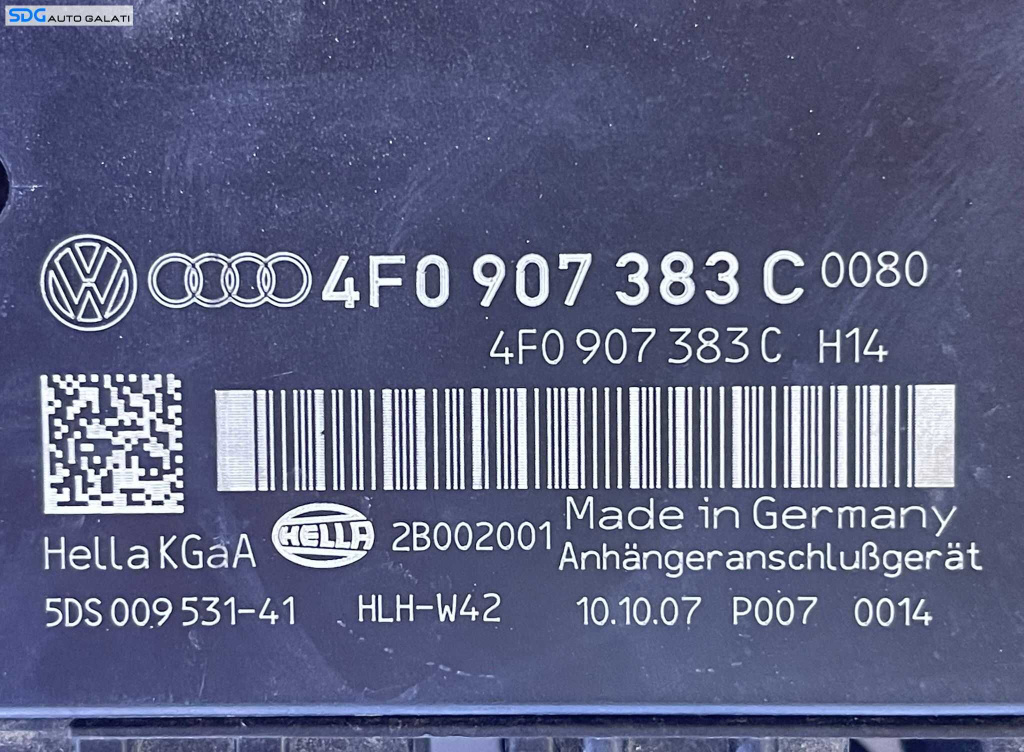 SDG AUTO GALATI
4F0 907 383 C 0080
4F0 907 383 C H14
Hella KGaA HELLA 2B002001 Made in Germany
Anhängeranschlußgerät
5DS 009 531-41 HLH-W42 10.10.07 P007 0014